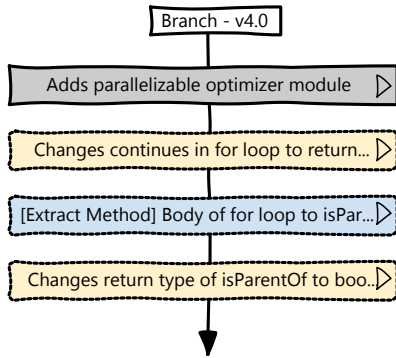 Branch - v4.0
Adds parallelizable optimizer module
Changes continues in for loop to return...
[Extract Method] Body of for loop to isPar...
Changes return type of isParentOf to boo...